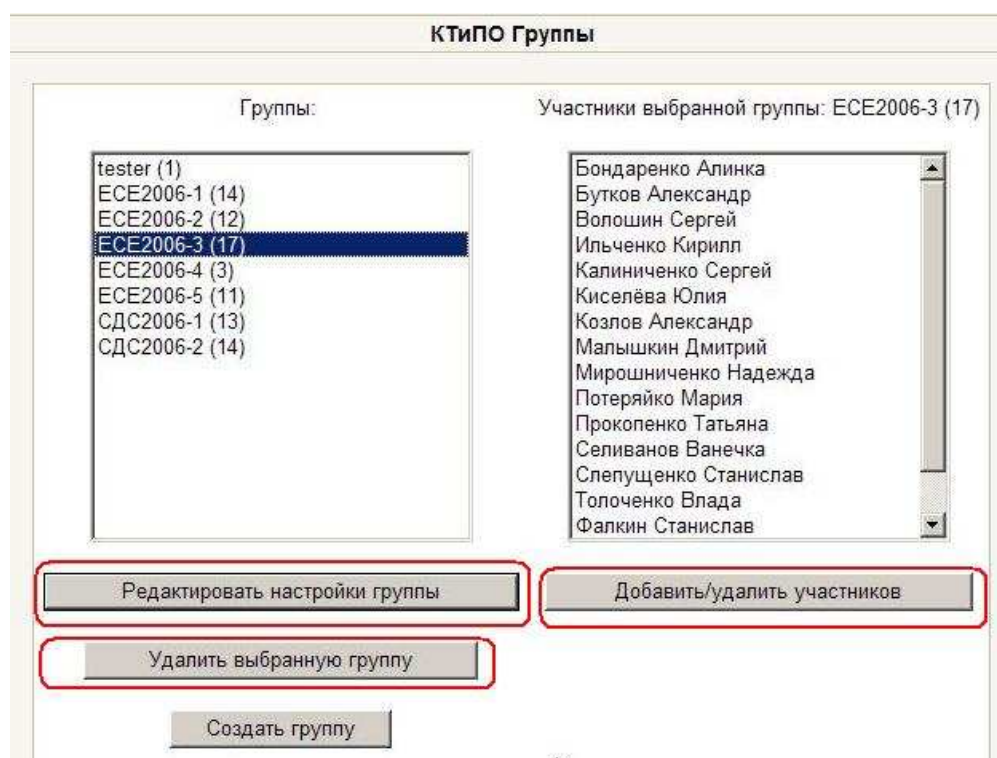 КТиПО Группы
Группы:
Участники выбранной группы: ECE2006-3 (17)
tester (1)
ECE2006-1 (14)
ECE2006-2 (12)
ECE2006-3 (17)
ECE2006-4 (3)
ECE2006-5 (11)
СДС2006-1 (13)
СДС2006-2 (14)
Бондаренко Алинка
Бутков Александр
Волошин Сергей
Ильченко Кирилл
Калиниченко Сергей
Киселёва Юлия
Козлов Александр
Малышкин Дмитрий
Мирошниченко Надежда
Потеряйко Мария
Прокопенко Татьяна
Селиванов Ванечка
Слепущенко Станислав
Толоченко Влада
Фалкин Станислав
Редактировать настройки группы
Добавить/удалить участников
Удалить выбранную группу
Создать группу